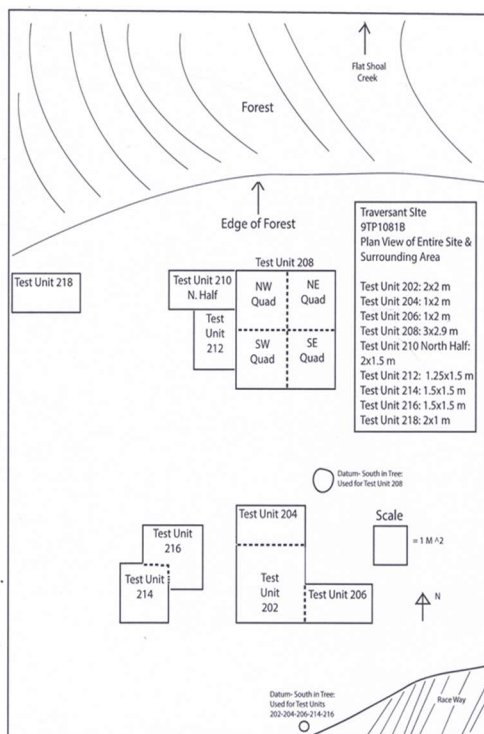 Flat Shoal
Creek
Forest
Edge of Forest
Traversant SIte
9TP1081B
Plan View of Entire Site &
Surrounding Area
Test Unit 202: 2x2 m
Test Unit 204: 1x2 m
Test Unit 206: 1x2 m
Test Unit 208: 3x2.9 m
Test Unit 210 North Half:
2x1.5 m
Test Unit 212: 1.25x1.5 m
Test Unit 214: 1.5x1.5 m
Test Unit 216: 1.5x1.5 m
Test Unit 218: 2x1 m
Test Unit 218
Test Unit 208
Test Unit 210
N. Half
Test
Unit
212
NW
Quad
NE
Quad
SW
Quad
SE
Quad
Datum- South in Tree:
Used for Test Unit 208
Scale
= 1 M ^2
N
Test Unit 204
Test Unit
216
Test Unit
214
Test
Unit
202
Test Unit 206
Datum- South in Tree:
Used for Test Units
202-204-206-214-216
Race Way